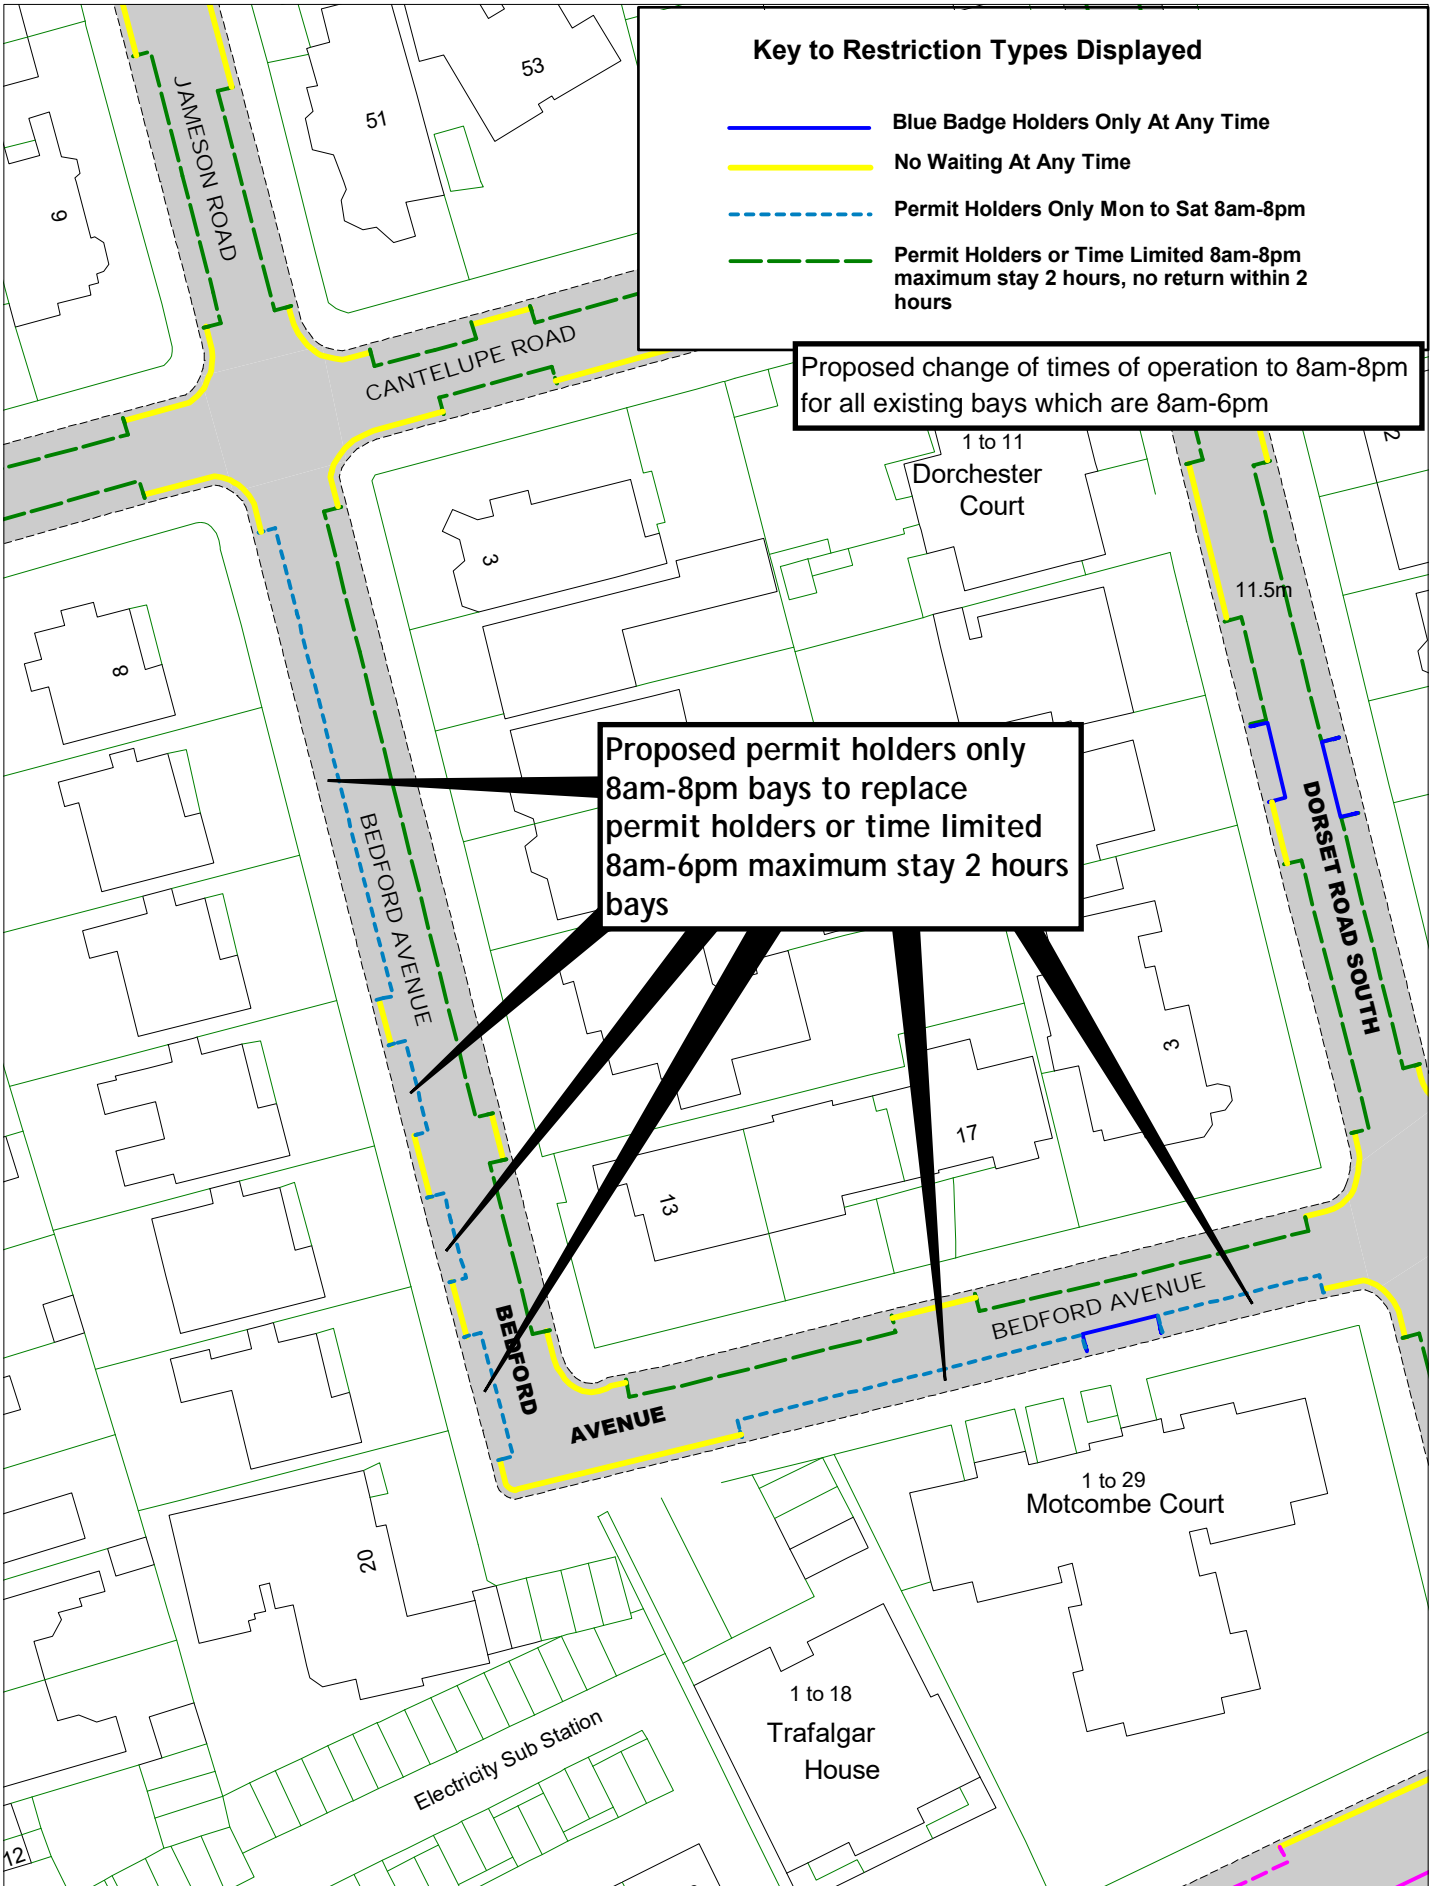 Key to Restriction Types Displayed
Blue Badge Holders Only At Any Time
No Waiting At Any Time
Permit Holders Only Mon to Sat 8am-8pm
Permit Holders or Time Limited 8am-8pm
maximum stay 2 hours, no return within 2
hours
Proposed change of times of operation to 8am-8pm
for all existing bays which are 8am-6pm
53
51
JAMESON ROAD
9
CANTELUPE ROAD
2
1 to 11
Dorchester
Court
3
11.5m
8
Proposed permit holders only
8am-8pm bays to replace
permit holders or time limited
8am-6pm maximum stay 2 hours
bays
BEDFORD AVENUE
DORSET ROAD SOUTH
3
17
13
BEDFORD AVENUE
BEDFORD
AVENUE
1 to 29
Motcombe Court
20
1 to 18
Trafalgar
House
Electricity Sub Station
12